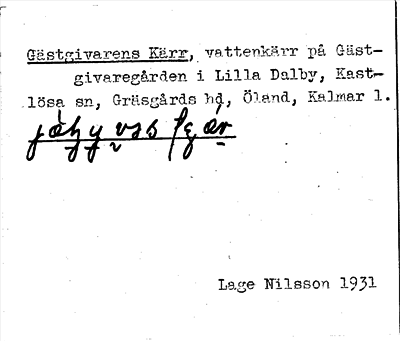 Gästgivarens Kärr, vattenkärr på Gäst-
givaregården i Lilla Dalby, Kast-
lösa sn, Gräsgårds hd, Öland, Kalmar l.
Lage Nilsson 1931